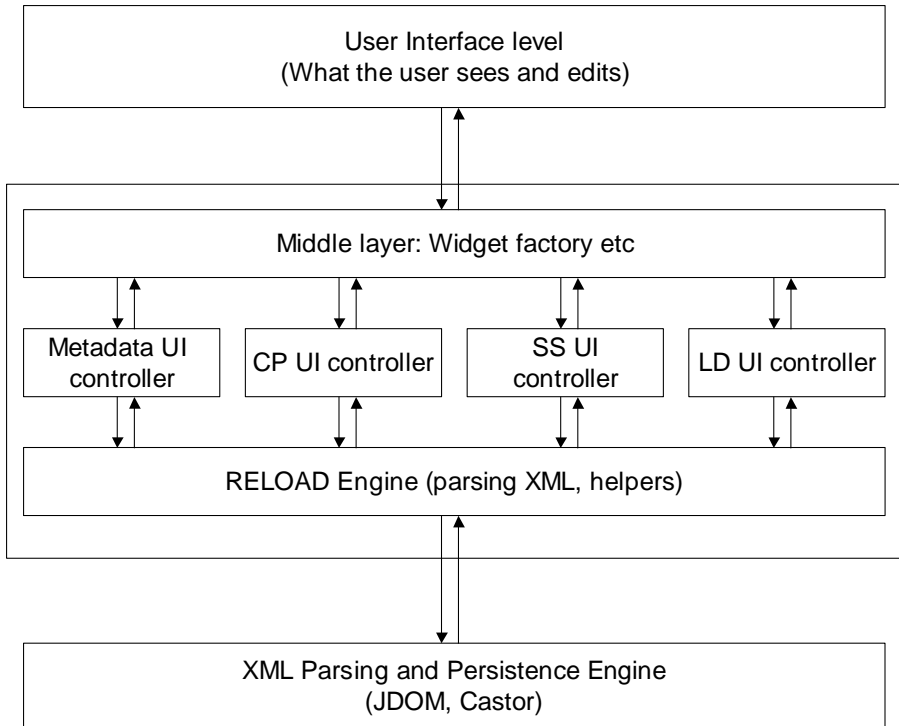 User Interface level
(What the user sees and edits)
Middle layer: Widget factory etc
Metadata UI
controller
CP UI controller
SS UI
controller
LD UI controller
RELOAD Engine (parsing XML, helpers)
XML Parsing and Persistence Engine
(JDOM, Castor)